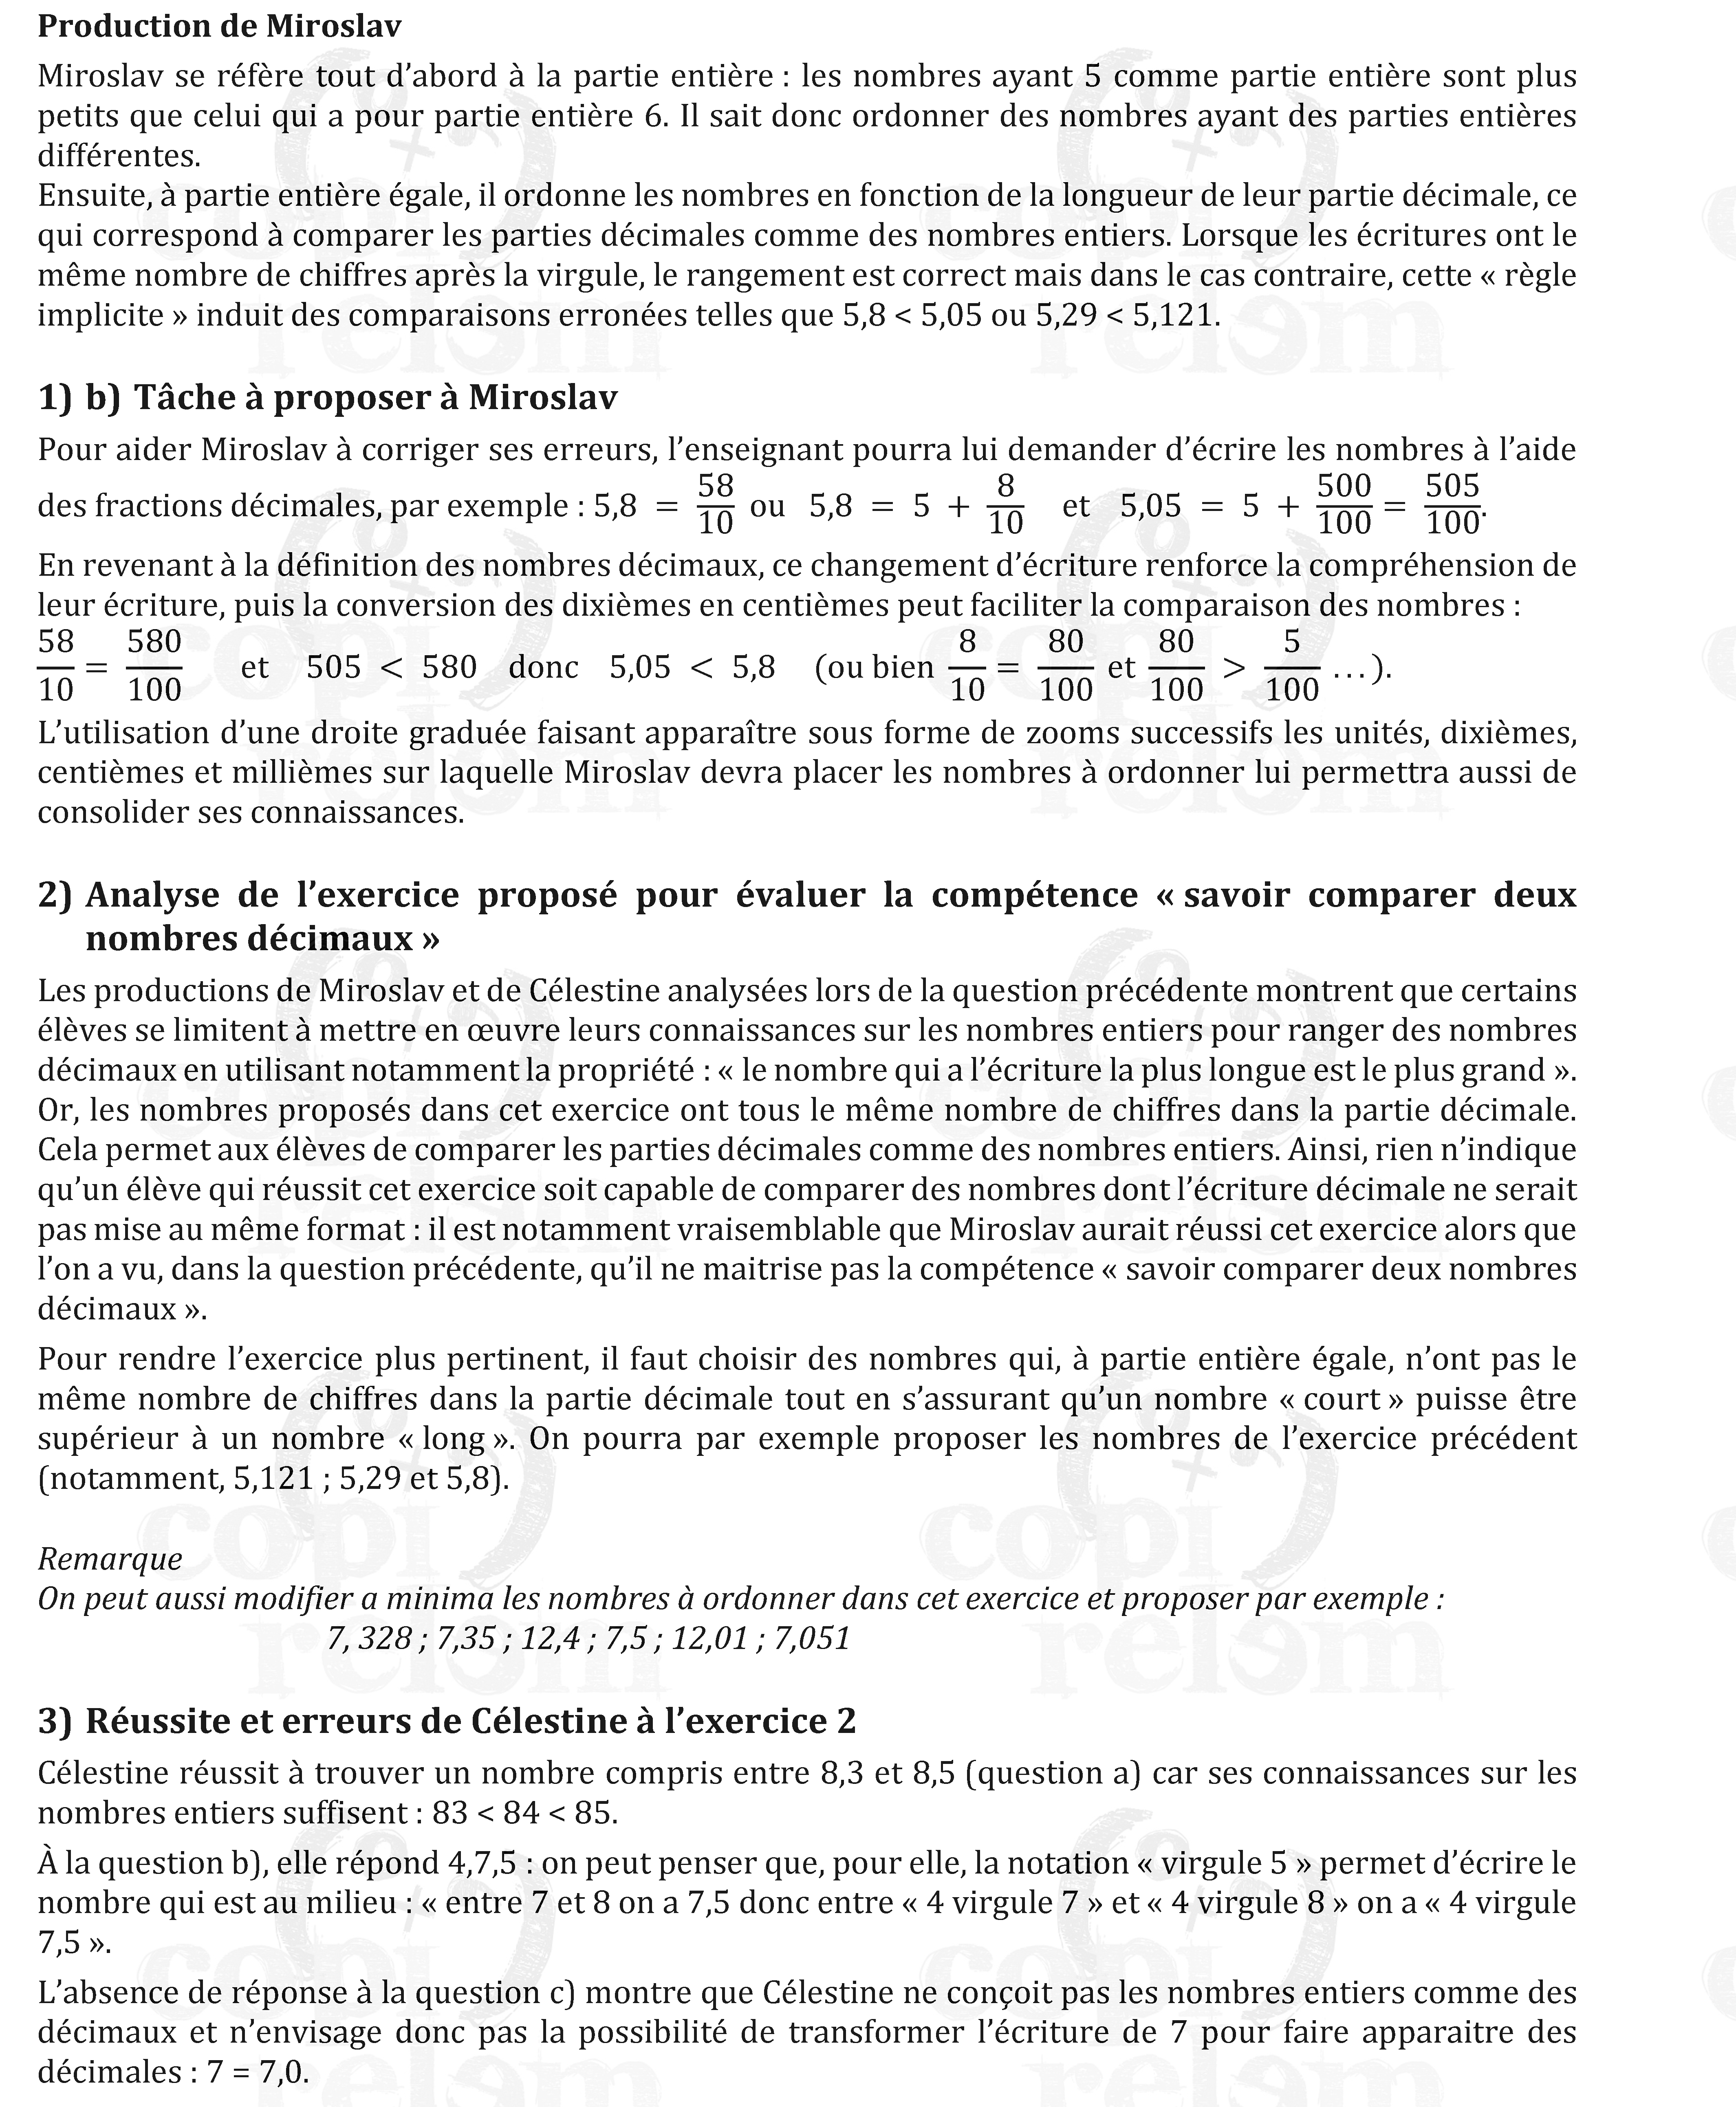 Production de Miroslav
Miroslav se réfère tout d’abord à la partie entière : les nombres ayant 5 comme partie entière sont plus
petits que celui qui a pour partie entière 6. Il sait donc ordonner des nombres ayant des parties entières
différentes.
Ensuite, à partie entière égale, il ordonne les nombres en fonction de la longueur de leur partie décimale, ce
qui correspond à comparer les parties décimales comme des nombres entiers. Lorsque les écritures ont le
même nombre de chiffres après la virgule, le rangement est correct mais dans le cas contraire, cette « règle
implicite » induit des comparaisons erronées telles que 5,8 < 5,05 ou 5,29 < 5,121.
1) b) Tâche à proposer à Miroslav
Pour aider Miroslav à corriger ses erreurs, l’enseignant pourra lui demander d’écrire les nombres à l’aide
des fractions décimales, par exemple : 5,8 = 58/10 ou 5,8 = 5 + 8/10 et 5,05 = 5 + 500/100 = 505/100.
En revenant à la définition des nombres décimaux, ce changement d’écriture renforce la compréhension de
leur écriture, puis la conversion des dixièmes en centièmes peut faciliter la comparaison des nombres :
58/10 = 580/100 et 505 < 580 donc 5,05 < 5,8 (ou bien 8/10 = 80/100 et 80/100 > 5/100 …).
L’utilisation d’une droite graduée faisant apparaître sous forme de zooms successifs les unités, dixièmes,
centièmes et millièmes sur laquelle Miroslav devra placer les nombres à ordonner lui permettra aussi de
consolider ses connaissances.
2) Analyse de l’exercice proposé pour évaluer la compétence « savoir comparer deux
nombres décimaux »
Les productions de Miroslav et de Célestine analysées lors de la question précédente montrent que certains
élèves se limitent à mettre en œuvre leurs connaissances sur les nombres entiers pour ranger des nombres
décimaux en utilisant notamment la propriété : « le nombre qui a l’écriture la plus longue est le plus grand ».
Or, les nombres proposés dans cet exercice ont tous le même nombre de chiffres dans la partie décimale.
Cela permet aux élèves de comparer les parties décimales comme des nombres entiers. Ainsi, rien n’indique
qu’un élève qui réussit cet exercice soit capable de comparer des nombres dont l’écriture décimale ne serait
pas mise au même format : il est notamment vraisemblable que Miroslav aurait réussi cet exercice alors que
l’on a vu, dans la question précédente, qu’il ne maitrise pas la compétence « savoir comparer deux nombres
décimaux ».
Pour rendre l’exercice plus pertinent, il faut choisir des nombres qui, à partie entière égale, n’ont pas le
même nombre de chiffres dans la partie décimale tout en s’assurant qu’un nombre « court » puisse être
supérieur à un nombre « long ». On pourra par exemple proposer les nombres de l’exercice précédent
(notamment, 5,121 ; 5,29 et 5,8).
Remarque
On peut aussi modifier a minima les nombres à ordonner dans cet exercice et proposer par exemple :
7, 328 ; 7,35 ; 12,4 ; 7,5 ; 12,01 ; 7,051
3) Réussite et erreurs de Célestine à l’exercice 2
Célestine réussit à trouver un nombre compris entre 8,3 et 8,5 (question a) car ses connaissances sur les
nombres entiers suffisent : 83 < 84 < 85.
À la question b), elle répond 4,7,5 : on peut penser que, pour elle, la notation « virgule 5 » permet d’écrire le
nombre qui est au milieu : « entre 7 et 8 on a 7,5 donc entre « 4 virgule 7 » et « 4 virgule 8 » on a « 4 virgule
7,5 ».
L’absence de réponse à la question c) montre que Célestine ne conçoit pas les nombres entiers comme des
décimaux et n’envisage donc pas la possibilité de transformer l’écriture de 7 pour faire apparaitre des
décimales : 7 = 7,0.